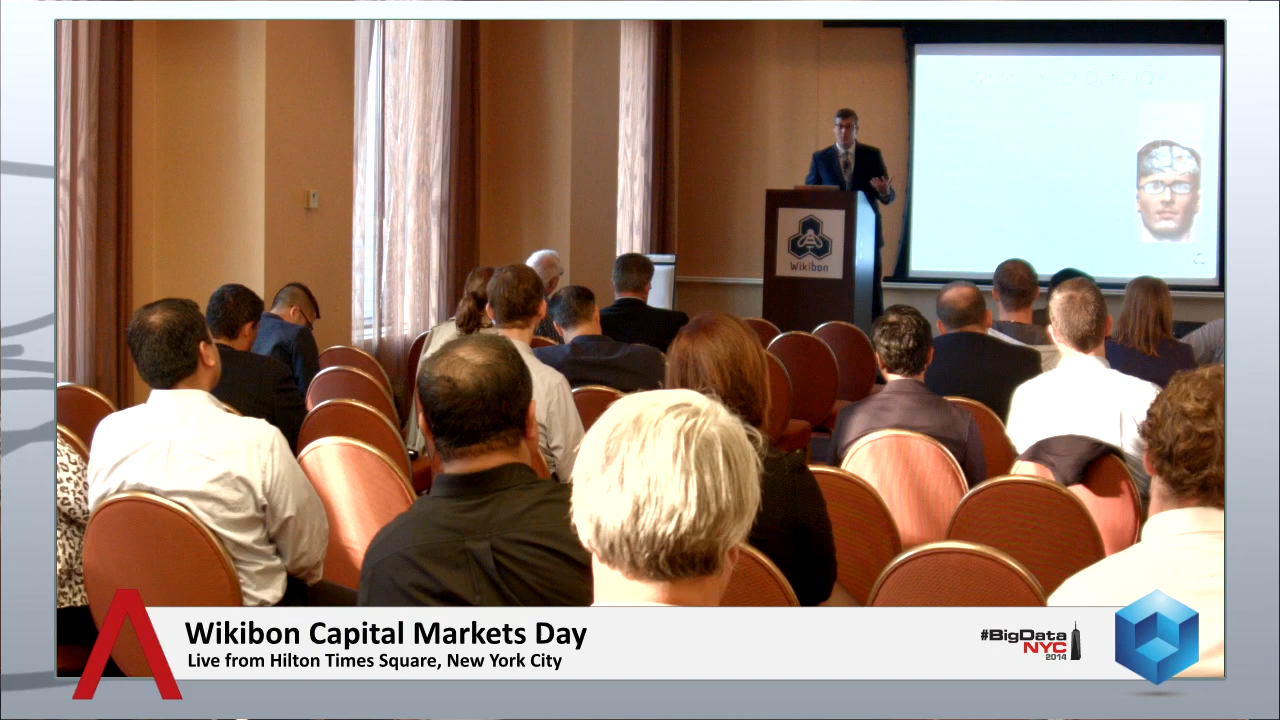 Wikibon
Wikibon Capital Markets Day
Live from Hilton Times Square, New York City
#BigData
NYC
2014